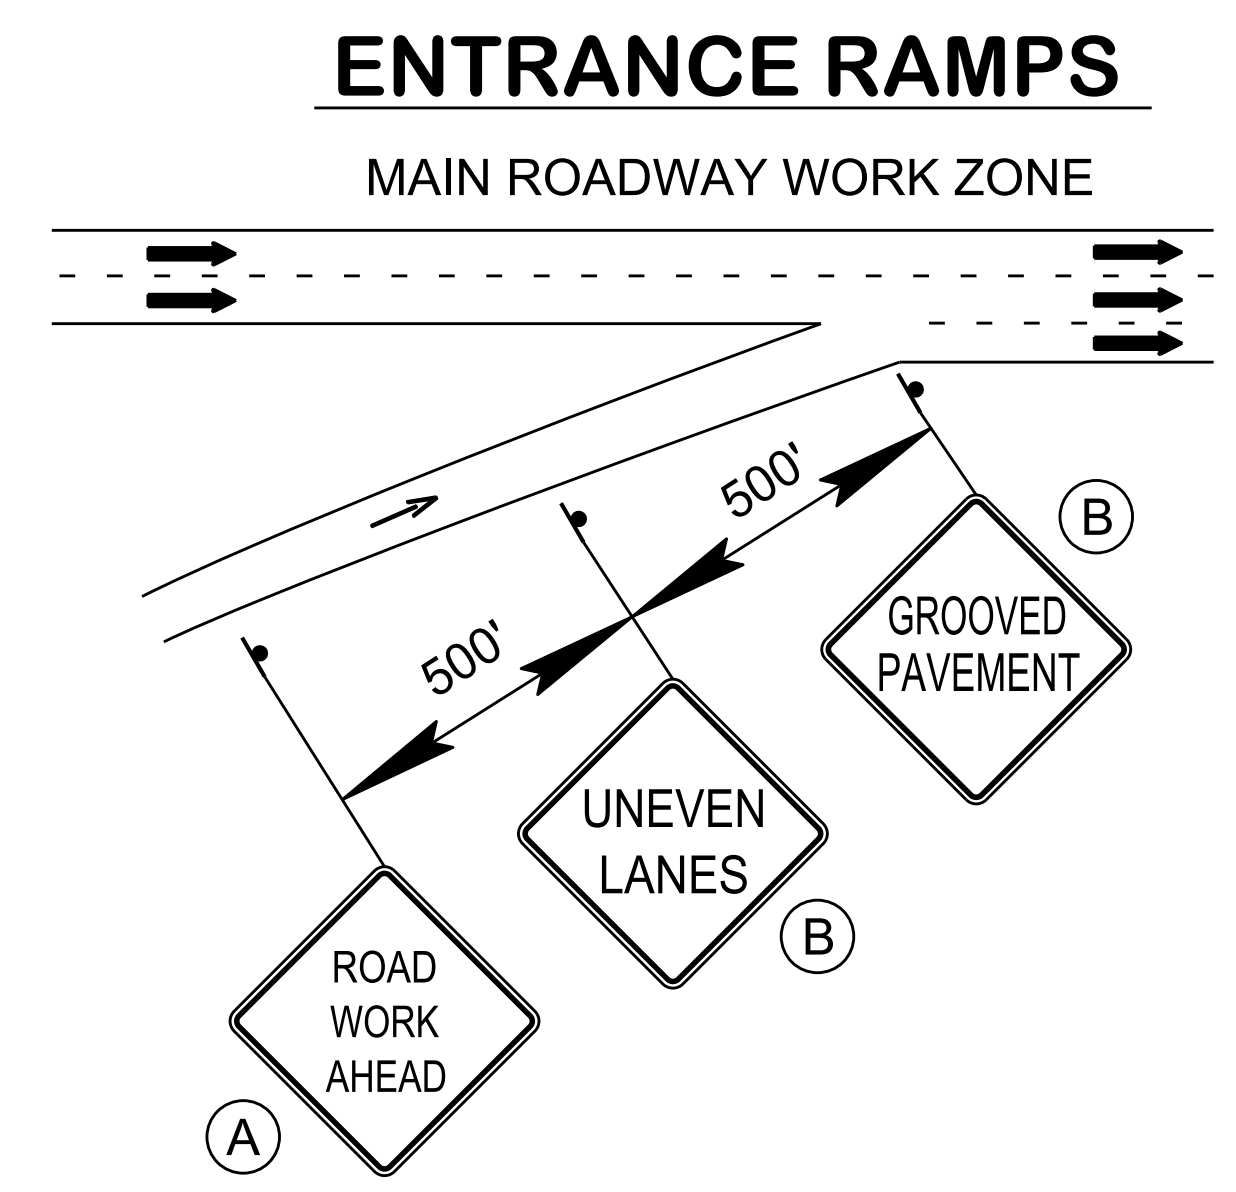 ENTRANCE RAMPS
MAIN ROADWAY WORK ZONE
500'
B
GROOVED
PAVEMENT
500'
UNEVEN
LANES
B
ROAD
WORK
AHEAD
A